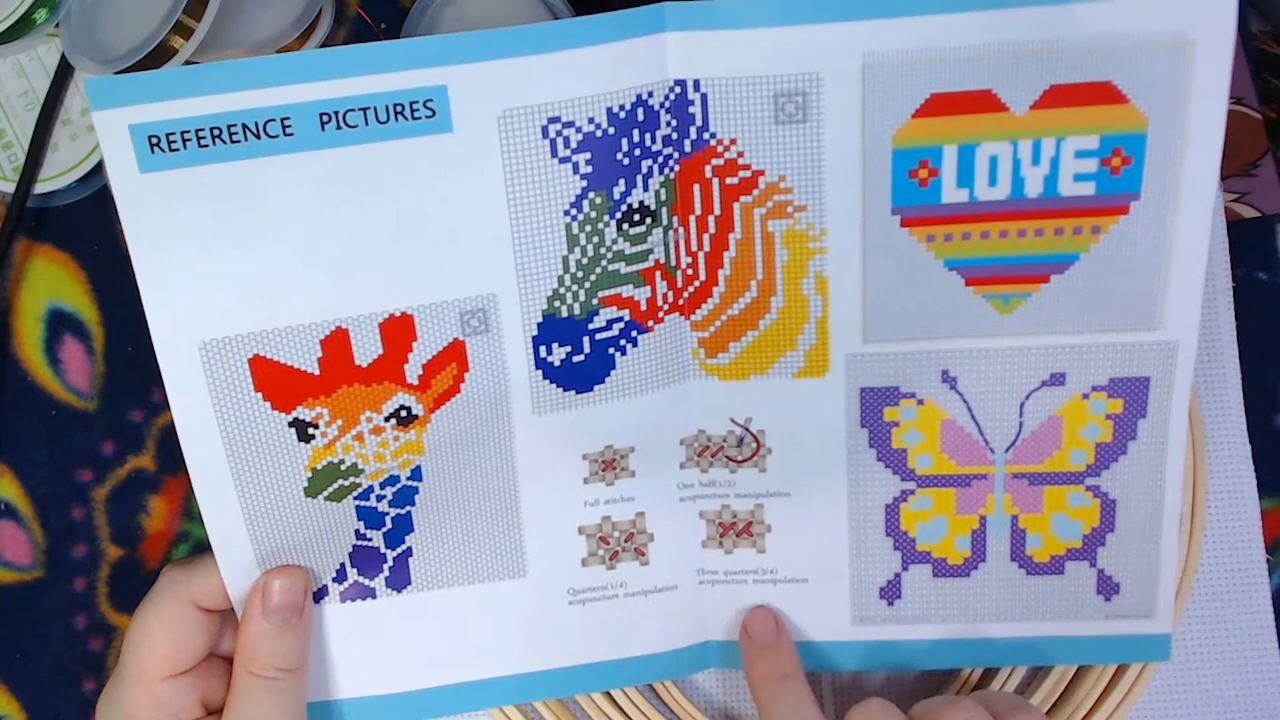 REFERENCE PICTURES
LOVE
Full stitches
One half(1/2)
acupuncture manipulation
Quarters(1/4)
acupuncture manipulation
Three quarters(3/4)
acupuncture manipulation